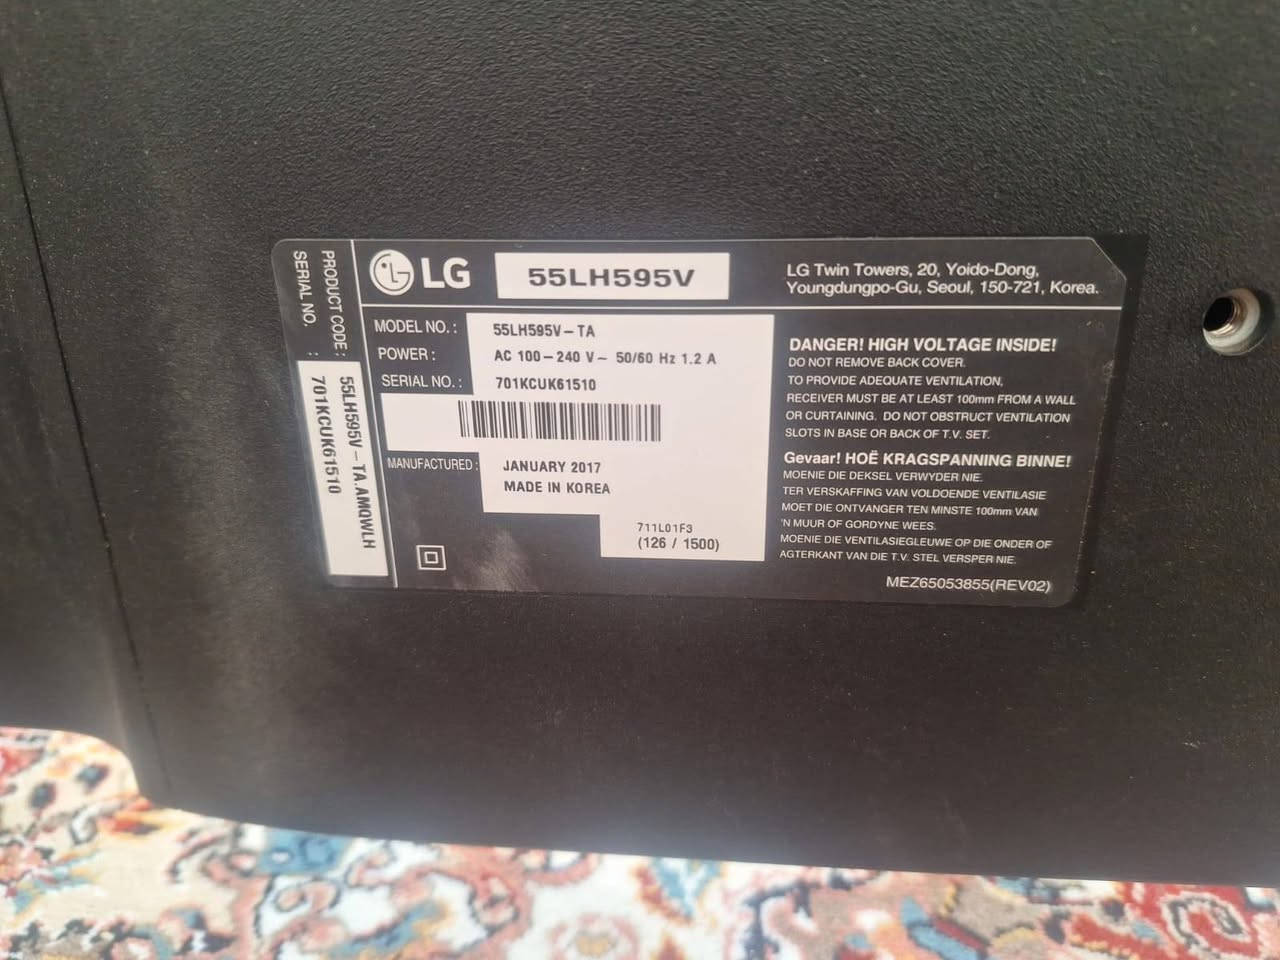 LG
55LH595V
LG Twin Towers, 20, Yoido-Dong,
Youngdungpo-Gu, Seoul, 150-721, Korea.
MODEL NO. : 55LH595V-TA
POWER : AC 100-240 V~ 50/60 Hz 1.2 A
SERIAL NO. : 701KCUK61510
MANUFACTURED : JANUARY 2017
MADE IN KOREA
711L01F3
(126 / 1500)
DANGER! HIGH VOLTAGE INSIDE!
DO NOT REMOVE BACK COVER.
TO PROVIDE ADEQUATE VENTILATION,
RECEIVER MUST BE AT LEAST 100mm FROM A WALL
OR CURTAINING. DO NOT OBSTRUCT VENTILATION
SLOTS IN BASE OR BACK OF T.V. SET.
Gevaar! HOË KRAGSPANNING BINNE!
MOENIE DIE DEKSEL VERWYDER NIE.
TER VERSKAFFING VAN VOLDOENDE VENTILASIE
MOET DIE ONTVANGER TEN MINSTE 100mm VAN
'N MUUR OF GORDYNE WEES.
MOENIE DIE VENTILASIEGLEUWE OP DIE ONDER OF
AGTERKANT VAN DIE T.V. STEL VERSPER NIE.
MEZ65053855(REV02)
PRODUCT CODE : 55LH595V-TA.AMQWLH
SERIAL NO. : 701KCUK61510